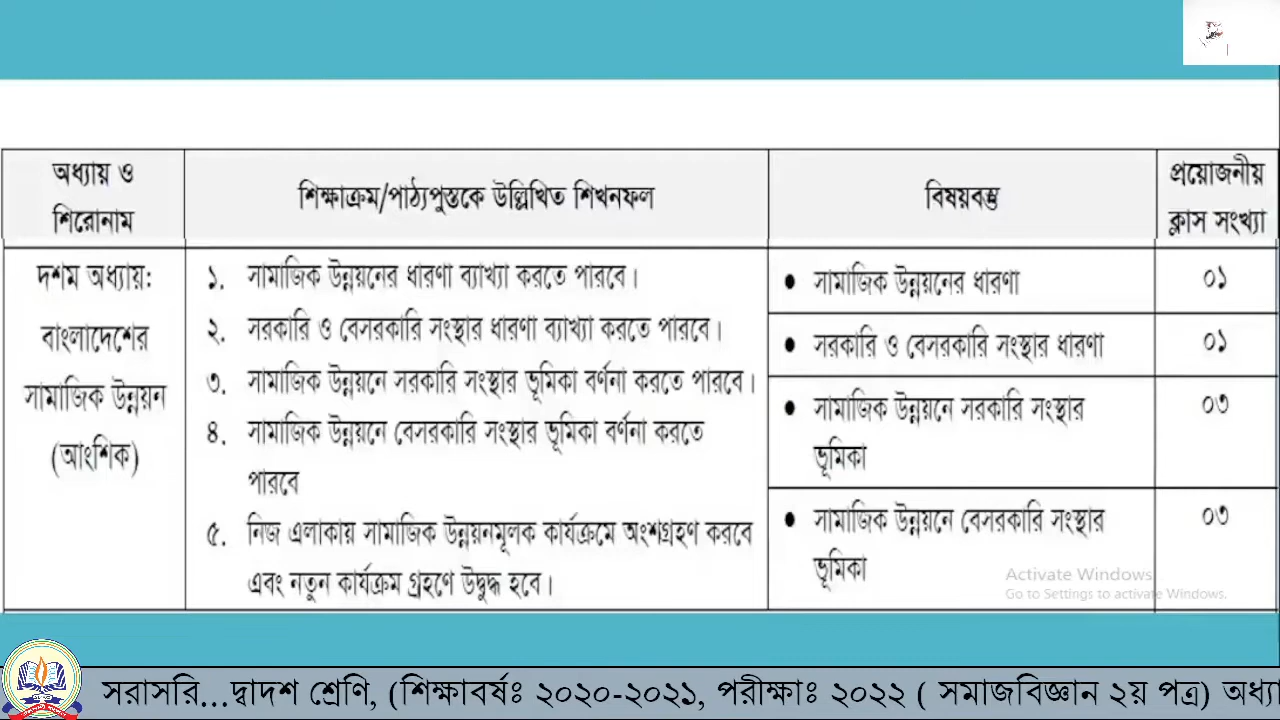 অধ্যায় ও
শিরোনাম
শিক্ষাক্রম/পাঠ্যপুস্তকে উল্লিখিত শিখনফল
বিষয়বস্তু
প্রয়োজনীয়
ক্লাস সংখ্যা
দশম অধ্যায়:
বাংলাদেশের
সামাজিক উন্নয়ন
(আংশিক)
১. সামাজিক উন্নয়নের ধারণা ব্যাখ্যা করতে পারবে।
২. সরকারি ও বেসরকারি সংস্থার ধারণা ব্যাখ্যা করতে পারবে।
৩. সামাজিক উন্নয়নে সরকারি সংস্থার ভূমিকা বর্ণনা করতে পারবে।
৪. সামাজিক উন্নয়নে বেসরকারি সংস্থার ভূমিকা বর্ণনা করতে
পারবে
৫. নিজ এলাকায় সামাজিক উন্নয়নমূলক কার্যক্রমে অংশগ্রহণ করবে
এবং নতুন কার্যক্রম গ্রহণে উদ্বুদ্ধ হবে।
• সামাজিক উন্নয়নের ধারণা
০১
• সরকারি ও বেসরকারি সংস্থার ধারণা
০১
• সামাজিক উন্নয়নে সরকারি সংস্থার
ভূমিকা
০৩
• সামাজিক উন্নয়নে বেসরকারি সংস্থার
ভূমিকা
০৩
Activate Windows
Go to Settings to activate Windows.
সরাসরি...দ্বাদশ শ্রেণি, (শিক্ষাবর্ষঃ ২০২০-২০২১, পরীক্ষাঃ ২০২২ ( সমাজবিজ্ঞান ২য় পত্র) অধ্যা